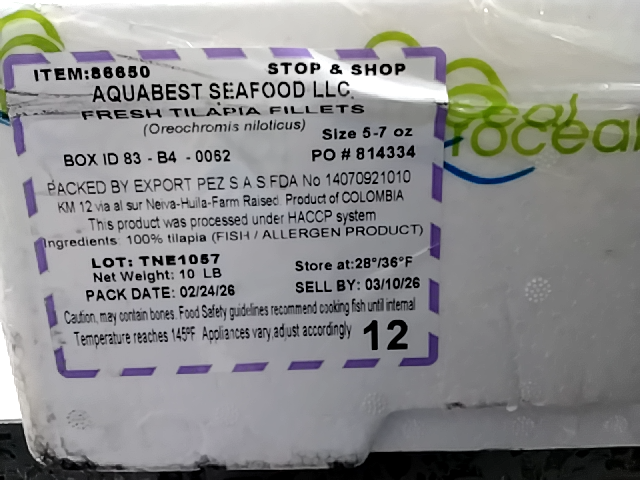 ITEM:86650 STOP & SHOP
AQUABEST SEAFOOD LLC.
FRESH TILAPIA FILLETS
(Oreochromis niloticus)
Size 5-7 oz
BOX ID 83 - B4 - 0062 PO # 814334
PACKED BY EXPORT PEZ S A S FDA No 14070921010
KM 12 via al sur Neiva-Huila-Farm Raised. Product of COLOMBIA
This product was processed under HACCP system
Ingredients: 100% tilapia (FISH / ALLERGEN PRODUCT)
LOT: TNE1057 Store at:28°/36°F
Net Weight: 10 LB
PACK DATE: 02/24/26 SELL BY: 03/10/26
Caution, may contain bones. Food Safety guidelines recommend cooking fish until internal
Temperature reaches 145ºF Appliances vary,adjust accordingly
12
ocean